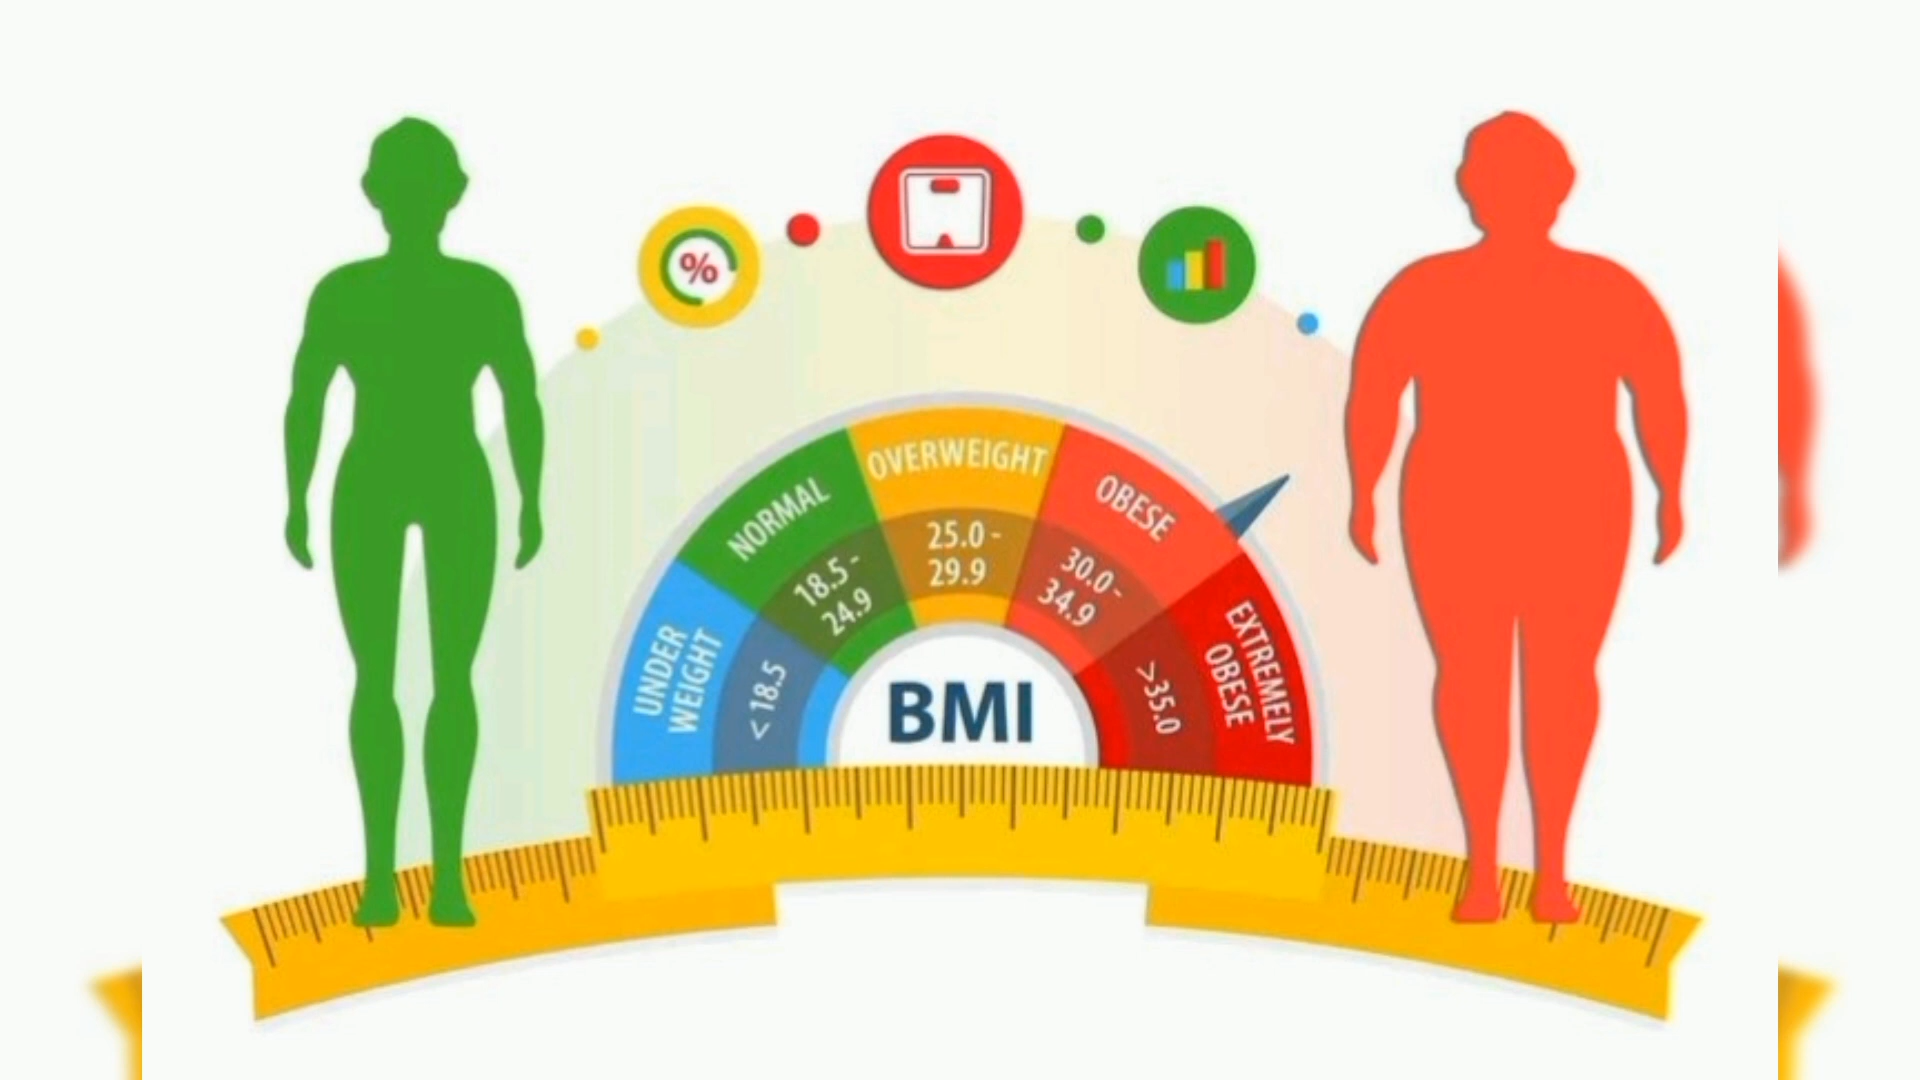 %
UNDER
WEIGHT
< 18.5
NORMAL
18.5 -
24.9
OVERWEIGHT
25.0 -
29.9
OBESE
30.0 -
34.9
EXTREMELY
OBESE
>35.0
BMI